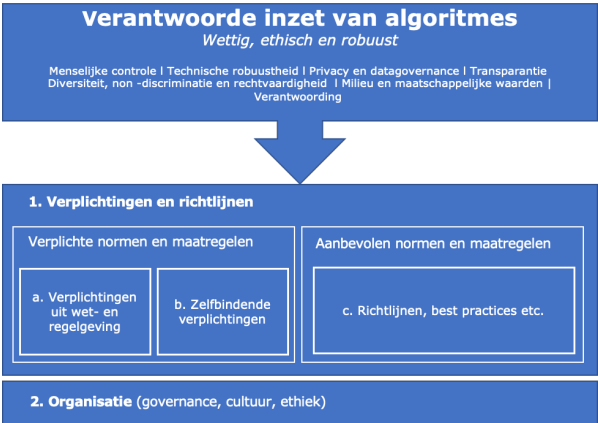 Verantwoorde inzet van algoritmes
Wettig, ethisch en robuust
Menselijke controle l Technische robuustheid l Privacy en datagovernance l Transparantie
Diversiteit, non -discriminatie en rechtvaardigheid l Milieu en maatschappelijke waarden |
Verantwoording
1. Verplichtingen en richtlijnen
Verplichte normen en maatregelen
a. Verplichtingen
uit wet- en
regelgeving
b. Zelfbindende
verplichtingen
Aanbevolen normen en maatregelen
c. Richtlijnen, best practices etc.
2. Organisatie (governance, cultuur, ethiek)